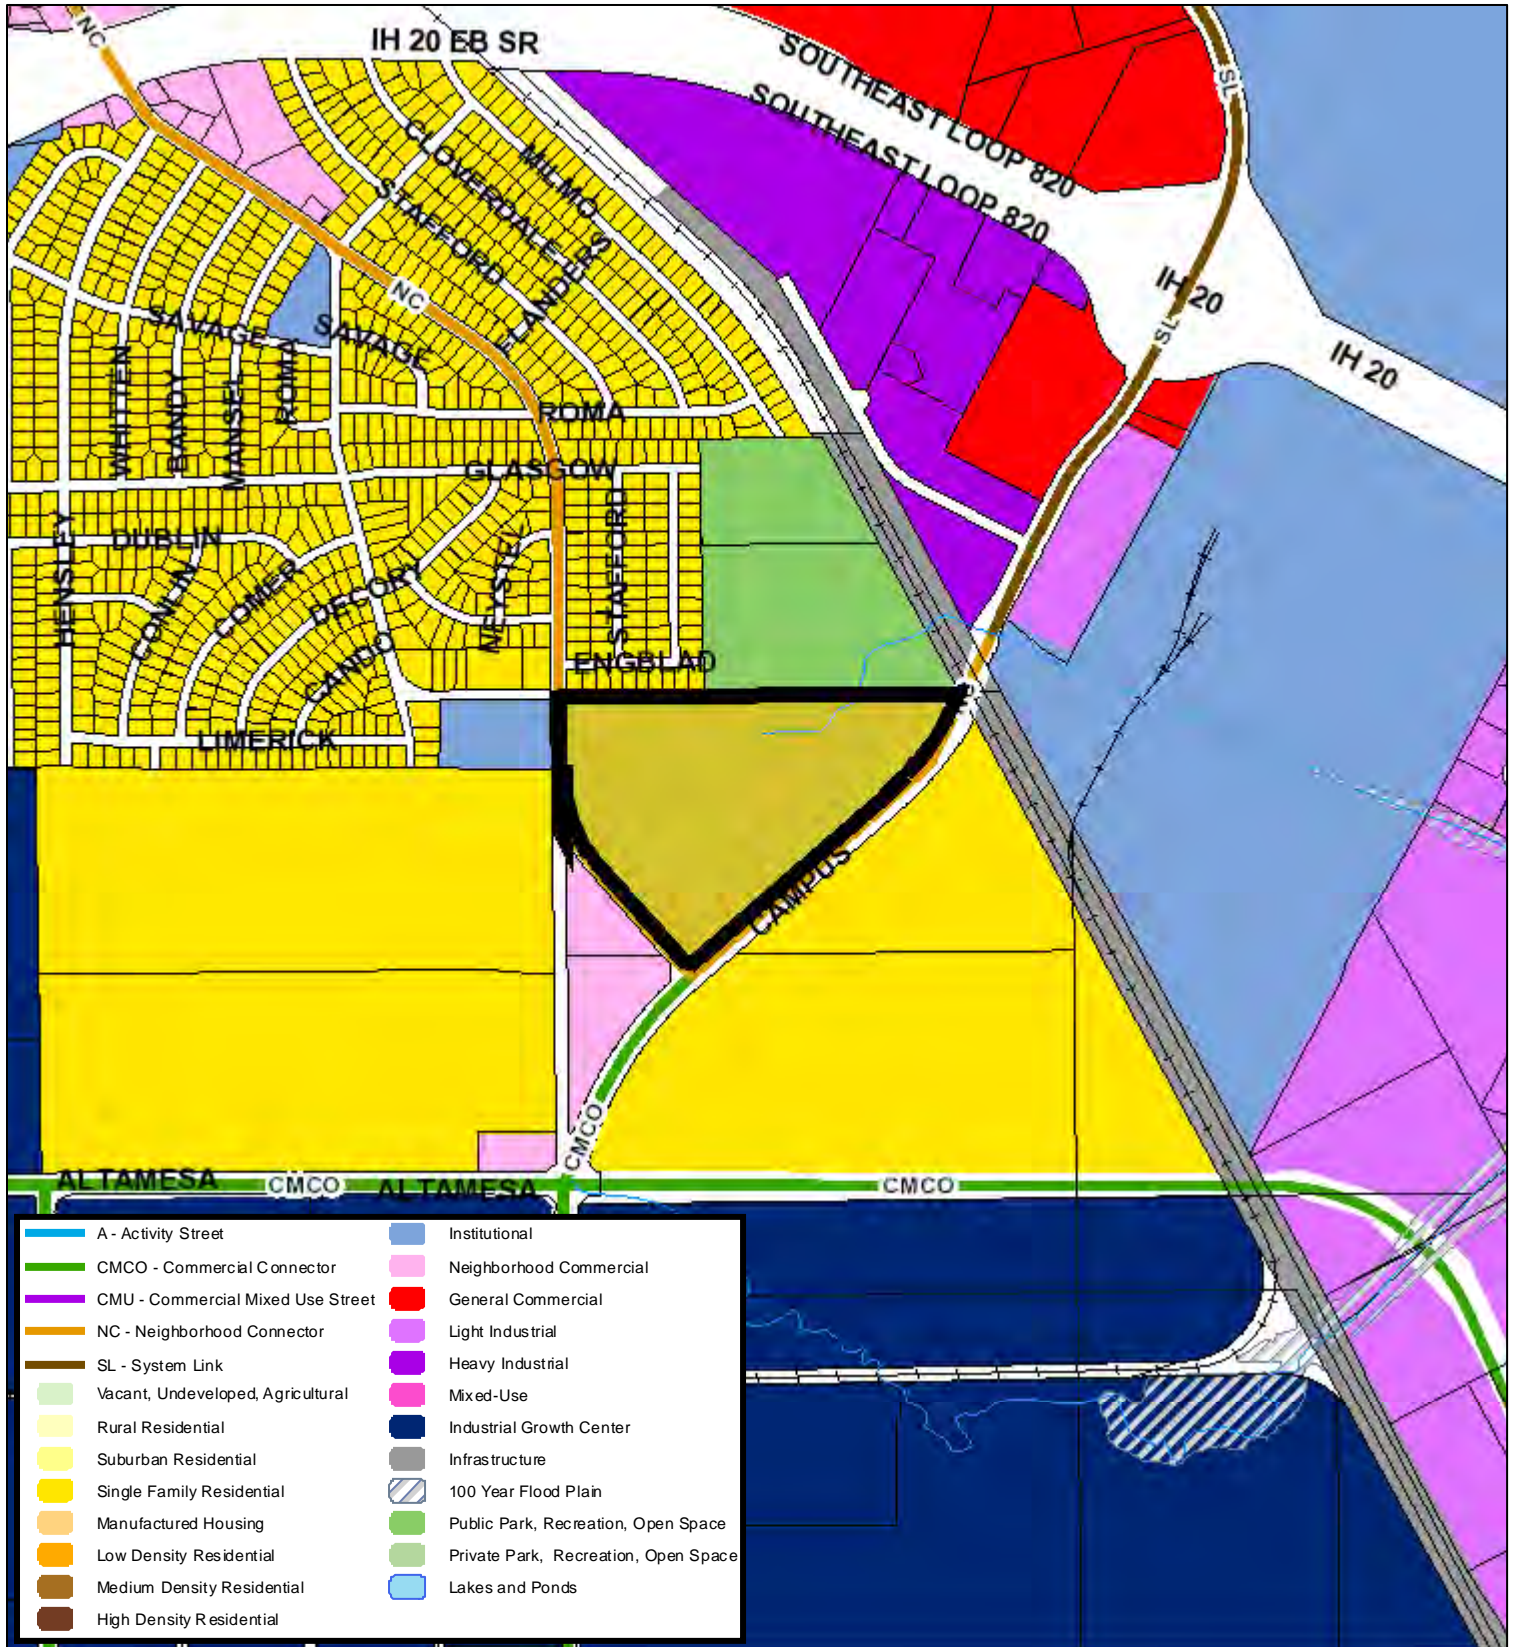 NC
IH 20 EB SR
SOUTHEAST LOOP 820
SOUTHEAST LOOP 820
SL
CLOVERDALE
MILMO
STAFFORD
FLANDERS
IH 20
SL
IH 20
NC
SAVAGE
SAVAGE
WHITTEN
BANDY
MANSEL
ROMA
ROMA
GLASGOW
HENSLEY
DUBLIN
CONLIN
COMER
DECORY
CANDO
NEYSTEL
STAFFORD
ENGBLAD
LIMERICK
CAMPUS
CMCO
ALTAMESA
CMCO
ALTAMESA
CMCO
A - Activity Street
CMCO - Commercial Connector
CMU - Commercial Mixed Use Street
NC - Neighborhood Connector
SL - System Link
Vacant, Undeveloped, Agricultural
Rural Residential
Suburban Residential
Single Family Residential
Manufactured Housing
Low Density Residential
Medium Density Residential
High Density Residential
Institutional
Neighborhood Commercial
General Commercial
Light Industrial
Heavy Industrial
Mixed-Use
Industrial Growth Center
Infrastructure
100 Year Flood Plain
Public Park, Recreation, Open Space
Private Park, Recreation, Open Space
Lakes and Ponds